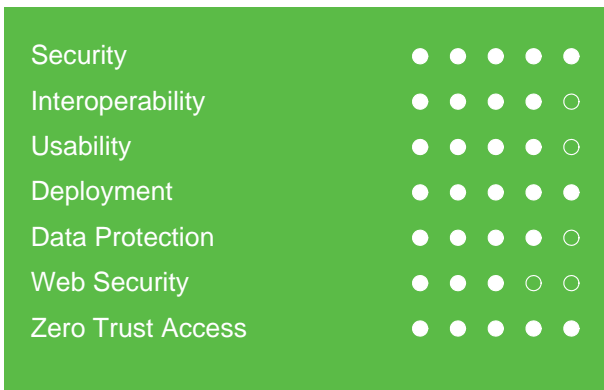 Security
Interoperability
Usability
Deployment
Data Protection
Web Security
Zero Trust Access